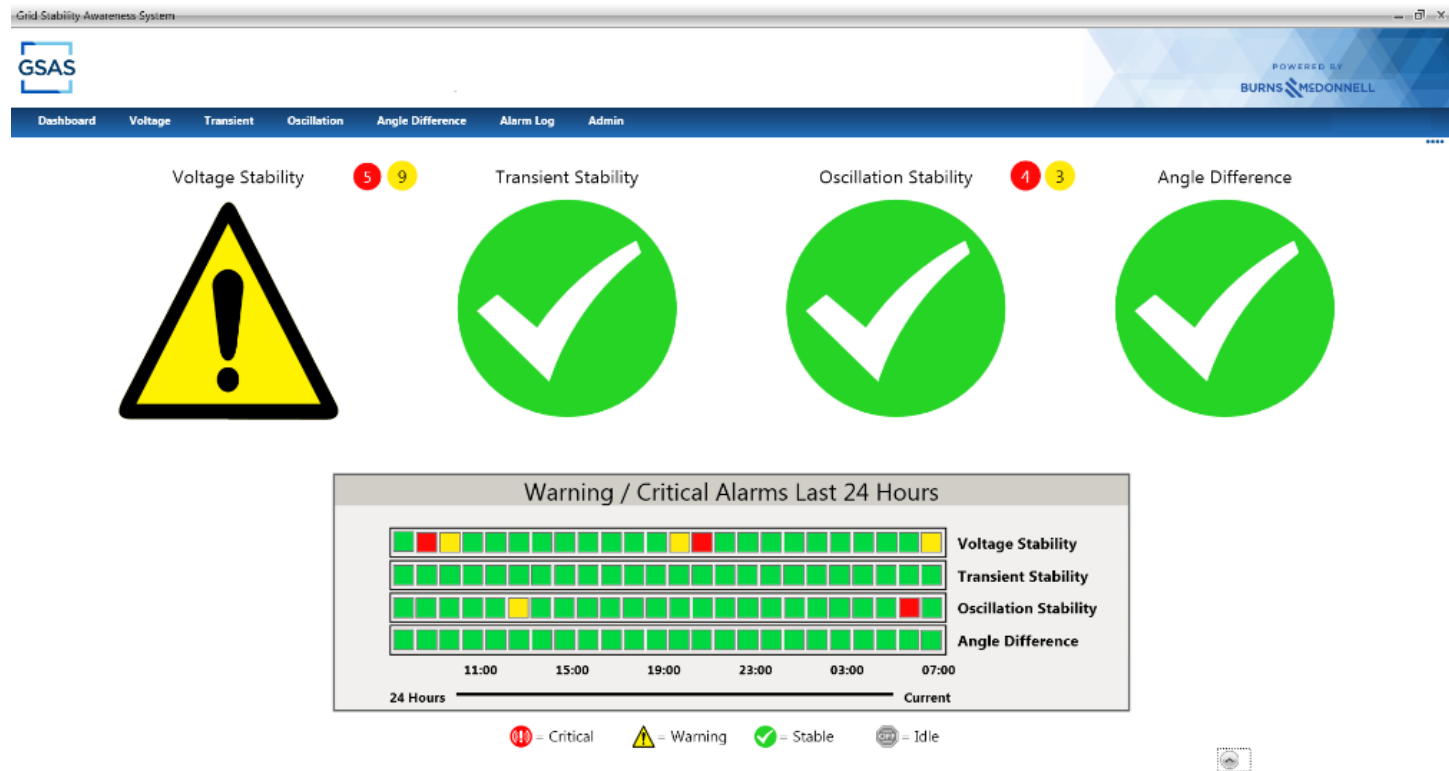 Grid Stability Awareness System
GSAS
POWERED BY
BURNS MCDONNELL
Dashboard Voltage Transient Oscillation Angle Difference Alarm Log Admin
Voltage Stability 5 9 Transient Stability Oscillation Stability 4 3 Angle Difference
Warning / Critical Alarms Last 24 Hours
Voltage Stability
Transient Stability
Oscillation Stability
Angle Difference
11:00 15:00 19:00 23:00 03:00 07:00
24 Hours Current
= Critical = Warning = Stable OFF = Idle